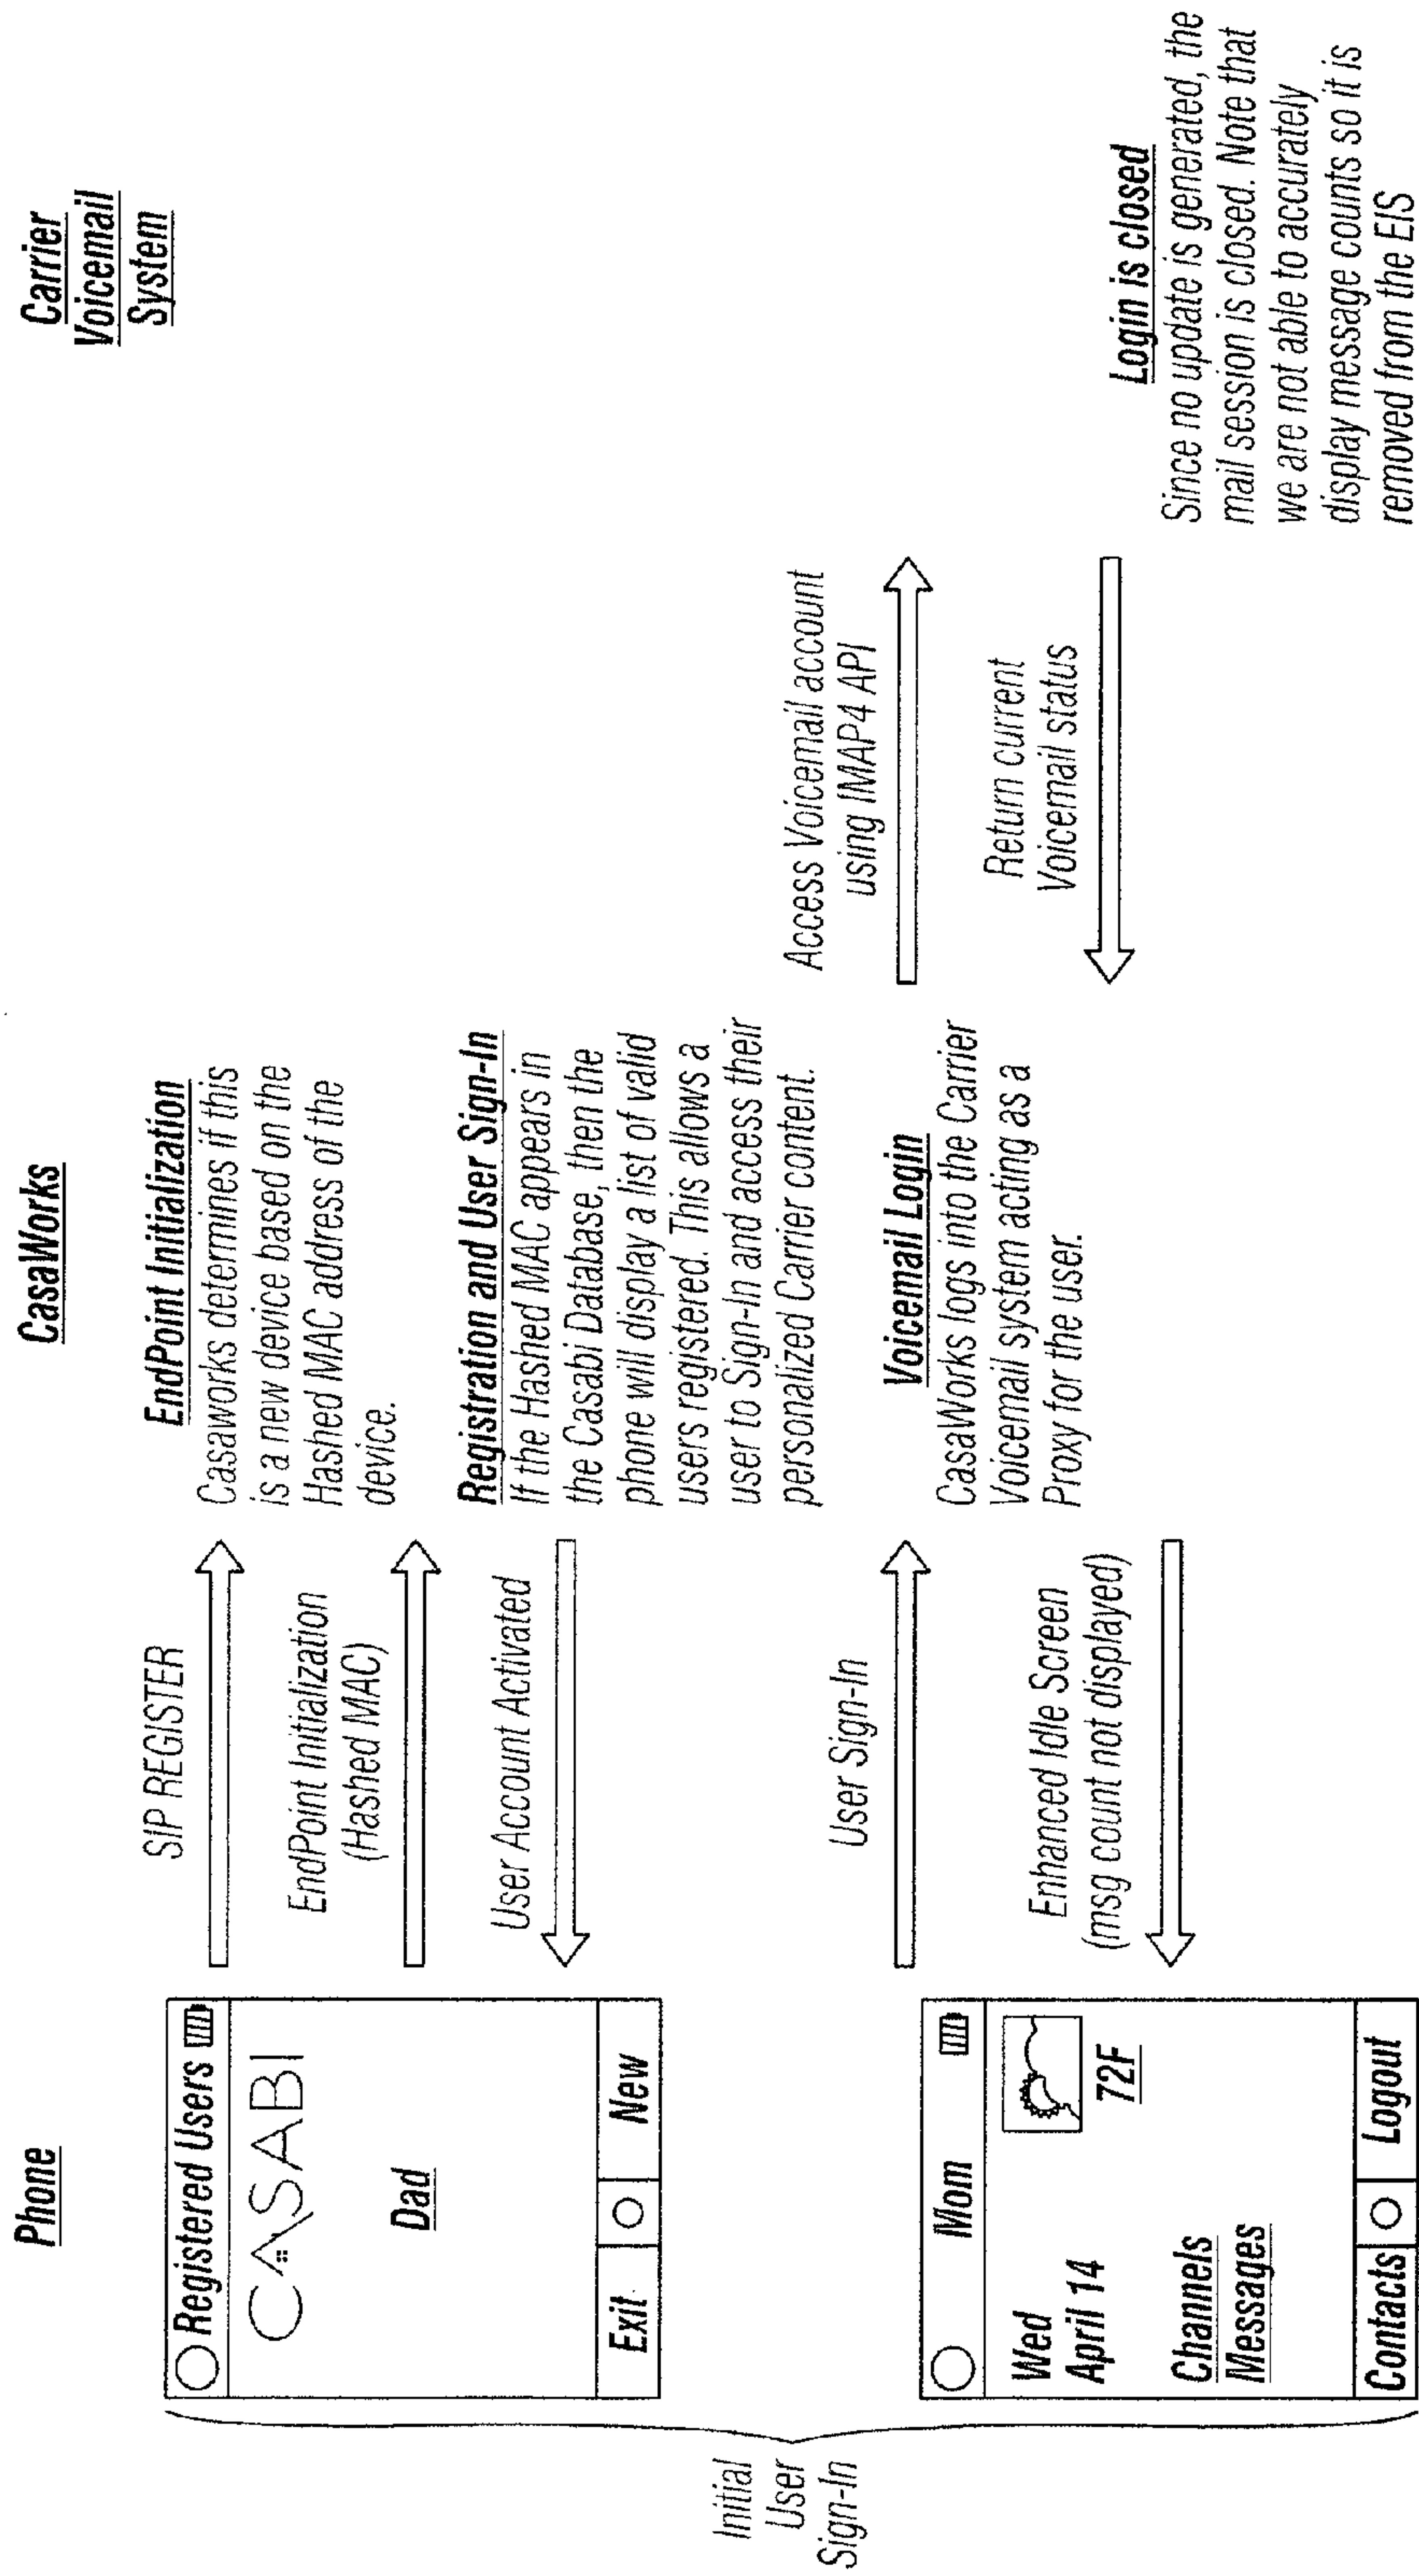 Phone
CasaWorks
Carrier
Voicemail
System
Initial
User
Sign-In
Registered Users
CASABI
Dad
Exit
New
SIP REGISTER
EndPoint Initialization
(Hashed MAC)
User Account Activated
EndPoint Initialization
Casaworks determines if this
is a new device based on the
Hashed MAC address of the
device.
Registration and User Sign-In
If the Hashed MAC appears in
the Casabi Database, then the
phone will display a list of valid
users registered. This allows a
user to Sign-In and access their
personalized Carrier content.
Mom
Wed
April 14
72F
Channels
Messages
Contacts
Logout
User Sign-In
Enhanced Idle Screen
(msg count not displayed)
Voicemail Login
CasaWorks logs into the Carrier
Voicemail system acting as a
Proxy for the user.
Access Voicemail account
using IMAP4 API
Return current
Voicemail status
Login is closed
Since no update is generated, the
mail session is closed. Note that
we are not able to accurately
display message counts so it is
removed from the EIS